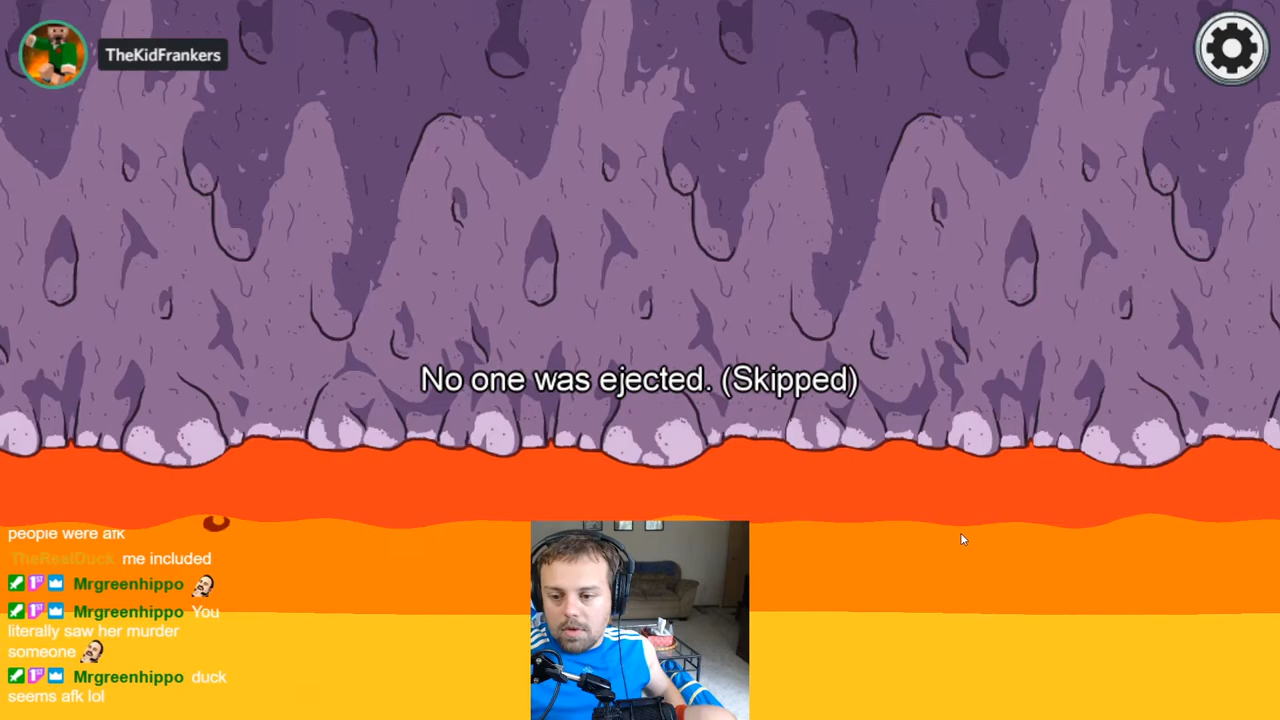 TheKidFrankers
No one was ejected. (Skipped)
people were afk
TheRealDuck me included
Mrgreenhippo
Mrgreenhippo You
literally saw her murder
someone
Mrgreenhippo duck
seems afk lol